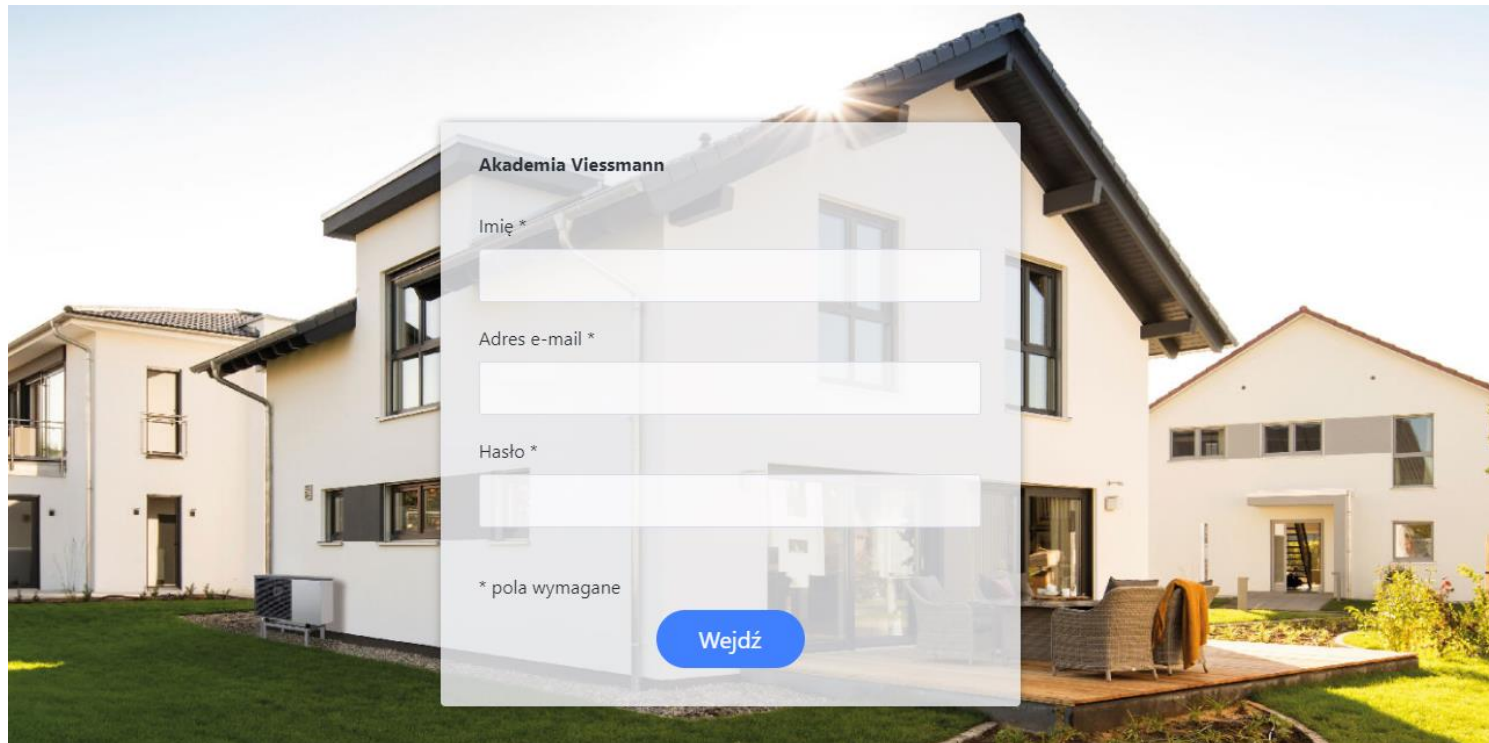 Akademia Viessmann
Imię *
Adres e-mail *
Hasło *
* pola wymagane
Wejdź